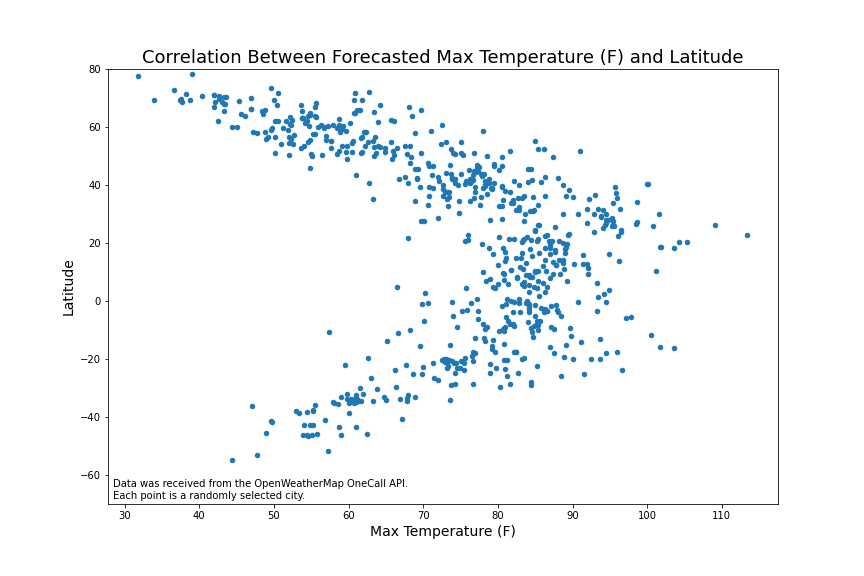 Correlation Between Forecasted Max Temperature (F) and Latitude
80
60
40
20
0
−20
−40
−60
Latitude
Data was received from the OpenWeatherMap OneCall API.
Each point is a randomly selected city.
30 40 50 60 70 80 90 100 110
Max Temperature (F)